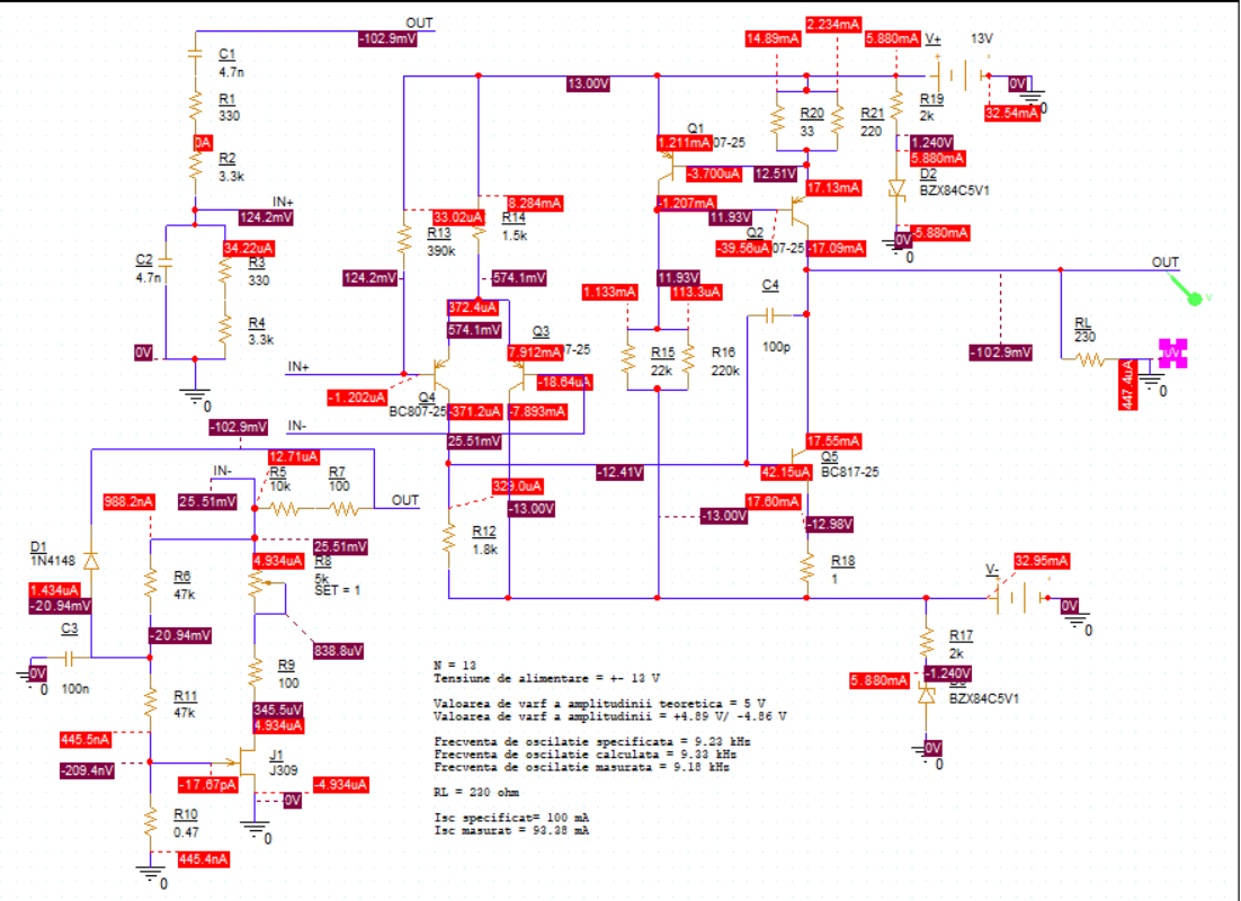 OUT
-102.9mV
C1
4.7n
R1
330
0A
R2
3.3k
IN+
124.2mV
34.22uA
C2
4.7n
R3
330
R4
3.3k
0V
0
14.89mA
2.234mA
5.880mA
V+
13V
13.00V
0V
0
32.54mA
R20
33
R21
220
R19
2k
1.240V
5.880mA
D2
BZX84C5V1
-5.880mA
0V
0
Q1
1.211mA
07-25
-3.700uA
12.51V
17.13mA
-1.207mA
11.93V
Q2
-39.56uA
07-25
-17.09mA
8.284mA
33.02uA
R14
1.5k
R13
390k
124.2mV
574.1mV
372.4uA
574.1mV
Q3
7-25
7.912mA
-18.64uA
IN+
-1.202uA
Q4
BC807-25
-371.2uA
-7.893mA
IN-
25.51mV
11.93V
1.133mA
113.3uA
R15
22k
R16
220k
C4
100p
OUT
V
RL
230
-102.9mV
447.4uA
0V
0
17.55mA
Q5
BC817-25
42.15uA
-12.41V
17.60mA
-12.98V
-13.00V
R18
1
329.0uA
-13.00V
R12
1.8k
-102.9mV
IN-
12.71uA
R5
10k
R7
100
OUT
25.51mV
988.2nA
25.51mV
D1
1N4148
1.434uA
-20.94mV
R6
47k
4.934uA
R8
5k
SET = 1
C3
100n
0V
0
-20.94mV
838.8uV
R9
100
R11
47k
345.5uV
4.934uA
445.5nA
-209.4nV
J1
J309
-17.67pA
-4.934uA
0V
0
R10
0.47
445.4nA
0
V-
32.95mA
0V
0
R17
2k
5.880mA
-1.240V
BZX84C5V1
0V
0
N = 13
Tensiune de alimentare = +- 13 V
Valoarea de varf a amplitudinii teoretica = 5 V
Valoarea de varf a amplitudinii = +4.89 V/ -4.86 V
Frecventa de oscilatie specificata = 9.23 kHz
Frecventa de oscilatie calculata = 9.33 kHz
Frecventa de oscilatie masurata = 9.18 kHz
RL = 230 ohm
Isc specificat= 100 mA
Isc masurat = 93.38 mA